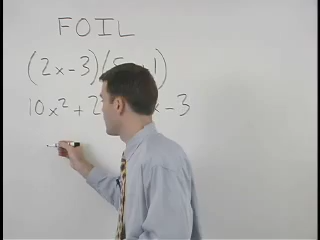 FOIL
(2x-3)(5 1)
10x² + 2 x - 3